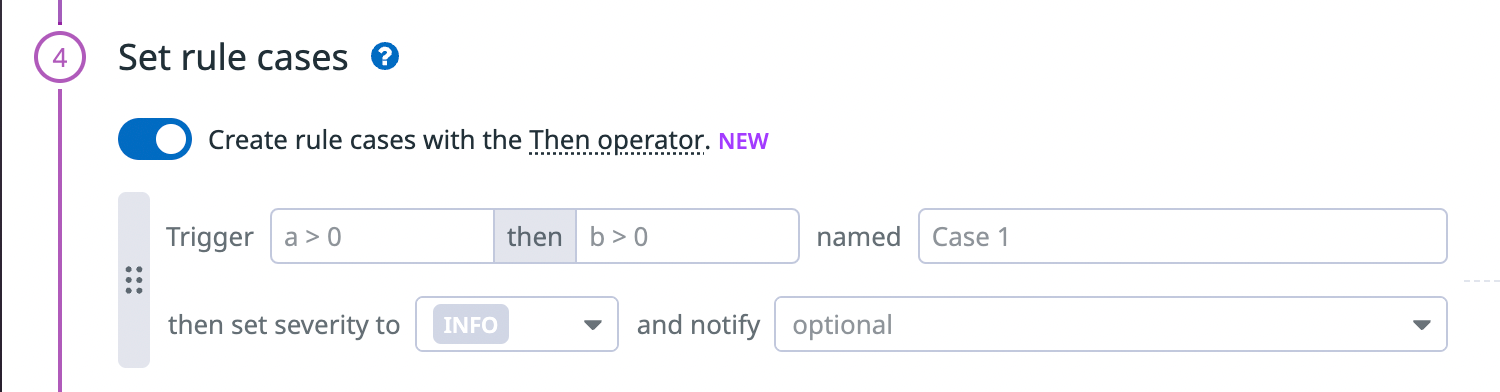 4 Set rule cases ?
Create rule cases with the Then operator. NEW
Trigger a > 0 then b > 0 named Case 1
then set severity to INFO and notify optional